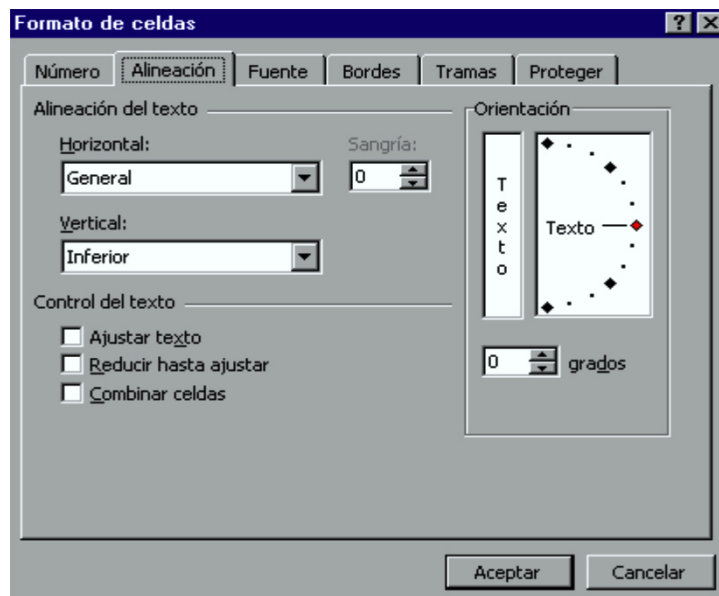 Formato de celdas
Número Alineación Fuente Bordes Tramas Proteger
Alineación del texto
Horizontal:
Sangría:
General
0
Vertical:
Inferior
Control del texto
Ajustar texto
Reducir hasta ajustar
Combinar celdas
Orientación
Texto
Texto
0 grados
Aceptar Cancelar